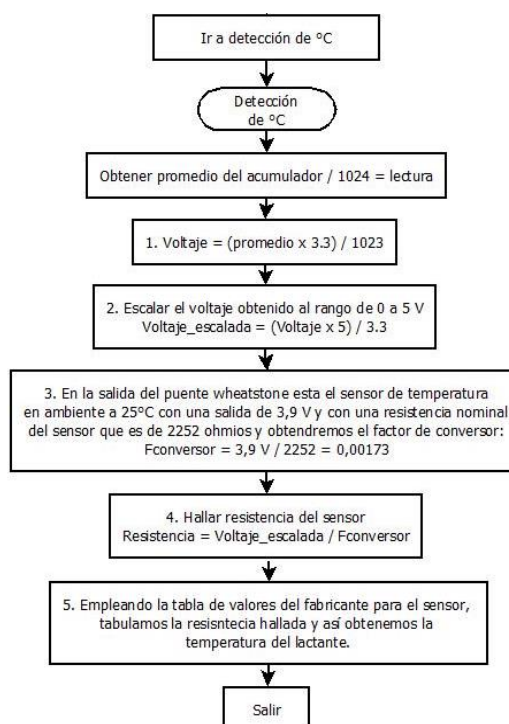 Ir a detección de ºC
Detección
de ºC
Obtener promedio del acumulador / 1024 = lectura
1. Voltaje = (promedio x 3.3) / 1023
2. Escalar el voltaje obtenido al rango de 0 a 5 V
Voltaje_escalada = (Voltaje x 5) / 3.3
3. En la salida del puente wheatstone esta el sensor de temperatura
en ambiente a 25ºC con una salida de 3,9 V y con una resistencia nominal
del sensor que es de 2252 ohmios y obtendremos el factor de conversor:
Fconversor = 3,9 V / 2252 = 0,00173
4. Hallar resistencia del sensor
Resistencia = Voltaje_escalada / Fconversor
5. Empleando la tabla de valores del fabricante para el sensor,
tabulamos la resisntecia hallada y así obtenemos la
temperatura del lactante.
Salir